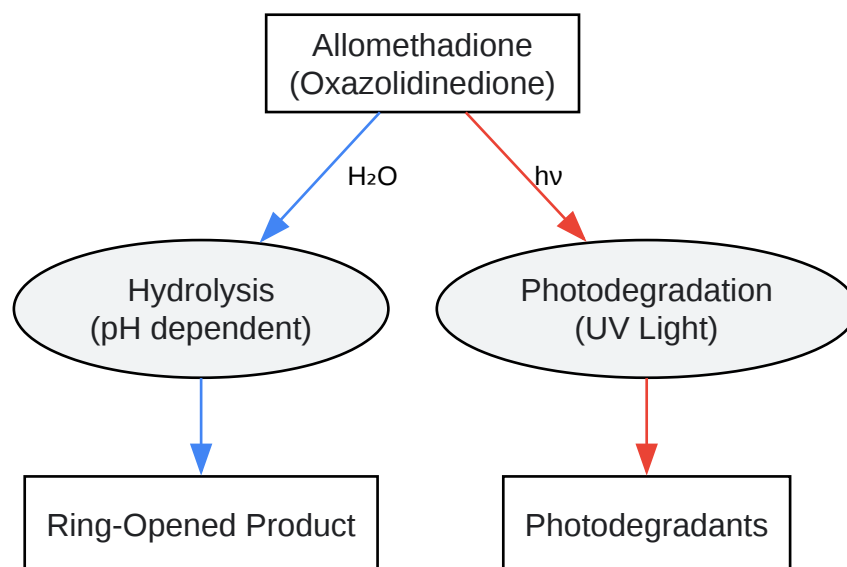 Allomethadione
(Oxazolidinedione)
H₂O
hν
Hydrolysis
(pH dependent)
Photodegradation
(UV Light)
Ring-Opened Product
Photodegradants